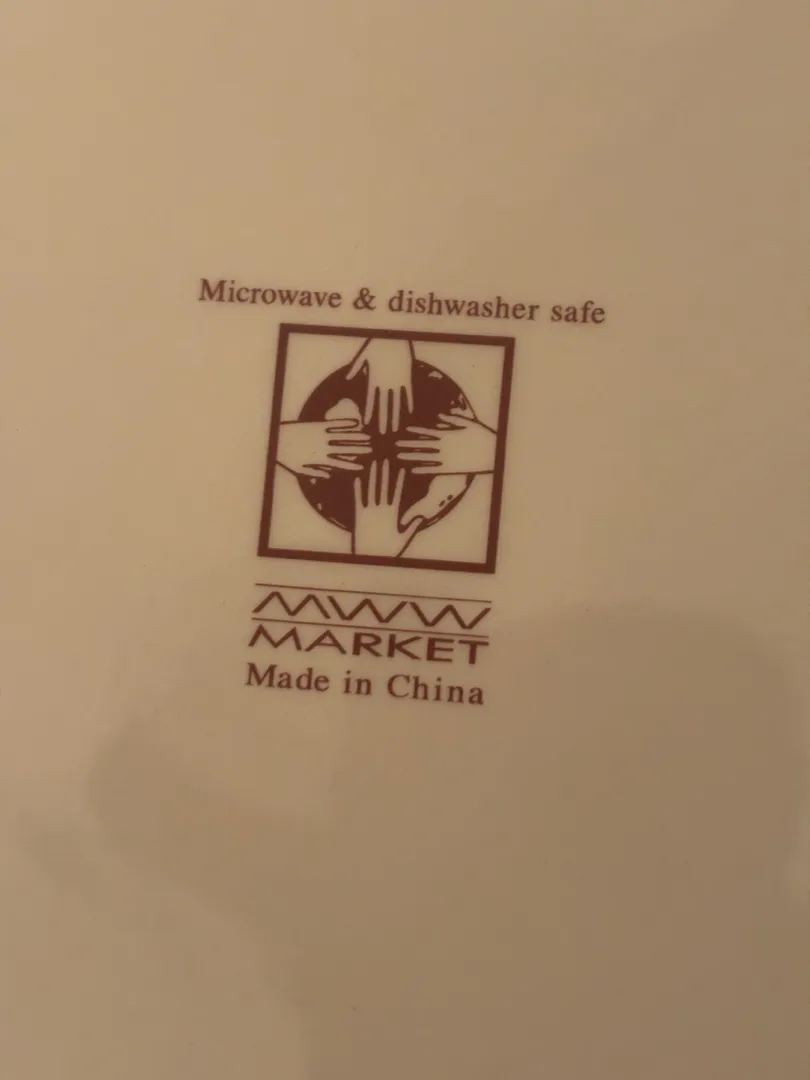 Microwave & dishwasher safe
MWW
MARKET
Made in China